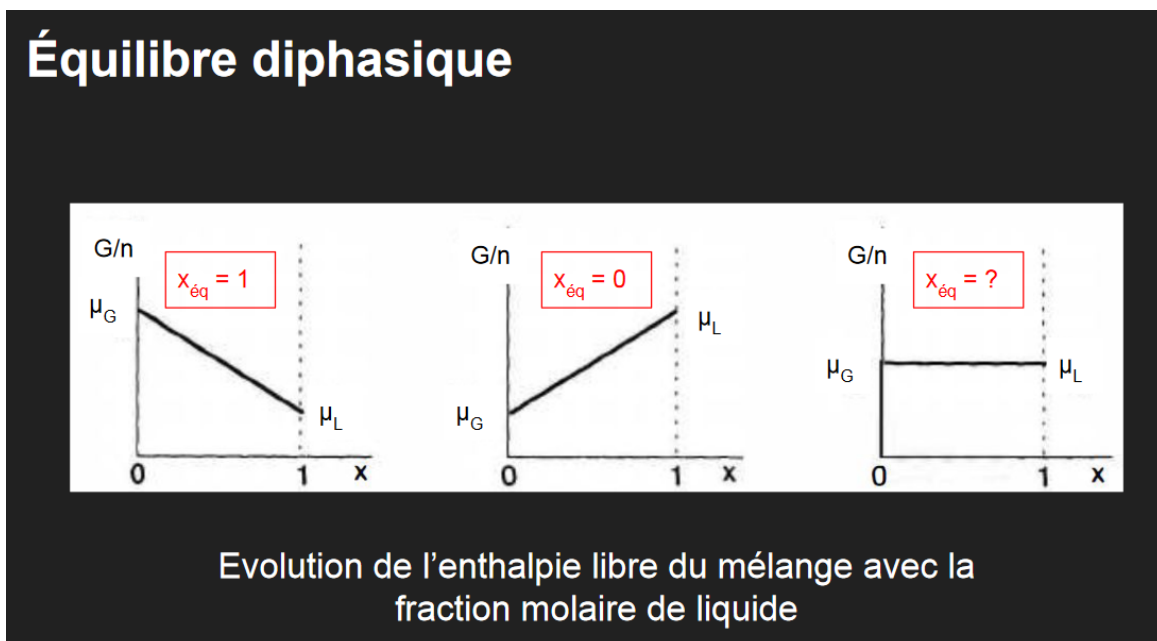 Équilibre diphasique
G/n
x_éq = 1
μ_G
μ_L
0
1
x
G/n
x_éq = 0
μ_L
μ_G
0
1
x
G/n
x_éq = ?
μ_G
μ_L
0
1
x
Evolution de l’enthalpie libre du mélange avec la
fraction molaire de liquide